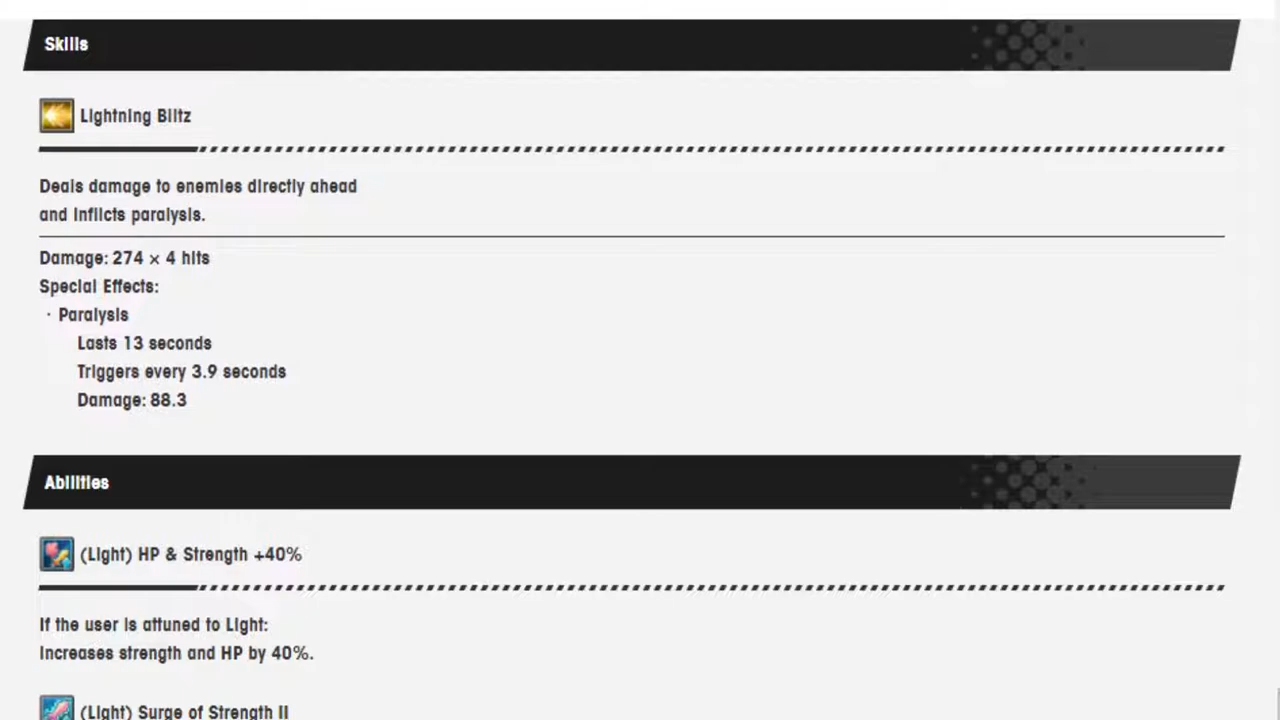 Skills
Lightning Blitz
Deals damage to enemies directly ahead
and inflicts paralysis.
Damage: 274 × 4 hits
Special Effects:
· Paralysis
Lasts 13 seconds
Triggers every 3.9 seconds
Damage: 88.3
Abilities
(Light) HP & Strength +40%
If the user is attuned to Light:
Increases strength and HP by 40%.
(Light) Surge of Strength II